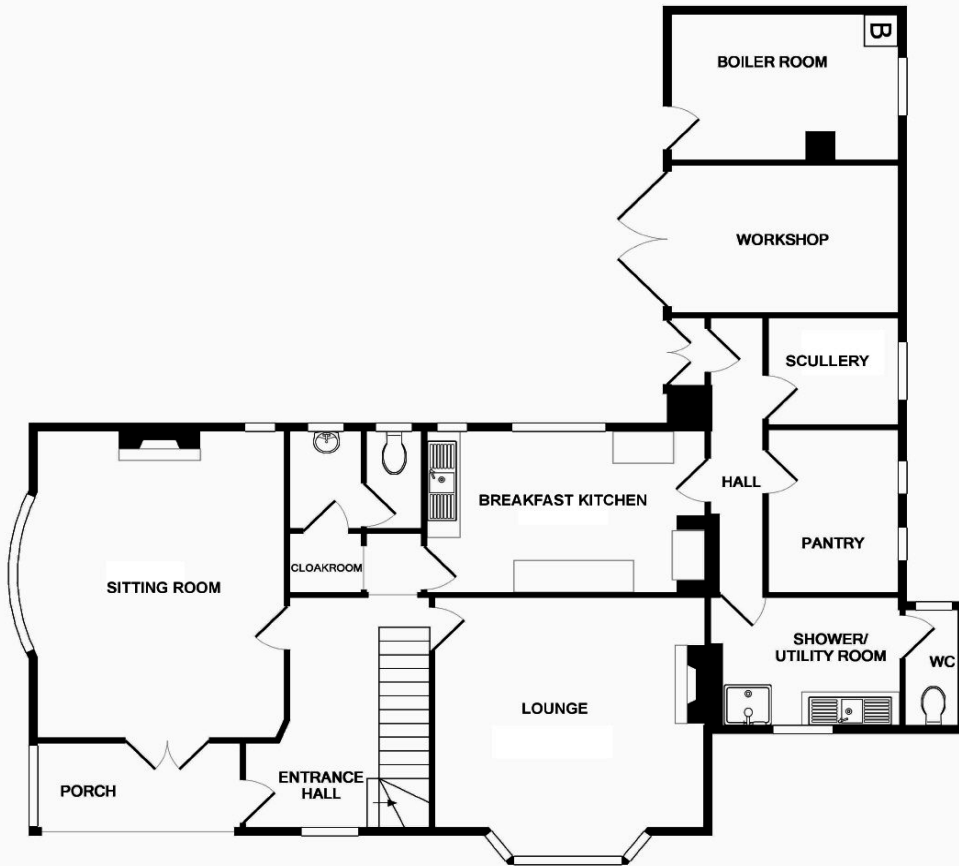 B
BOILER ROOM
WORKSHOP
SCULLERY
HALL
BREAKFAST KITCHEN
PANTRY
CLOAKROOM
SITTING ROOM
SHOWER/
UTILITY ROOM
WC
LOUNGE
ENTRANCE
HALL
PORCH